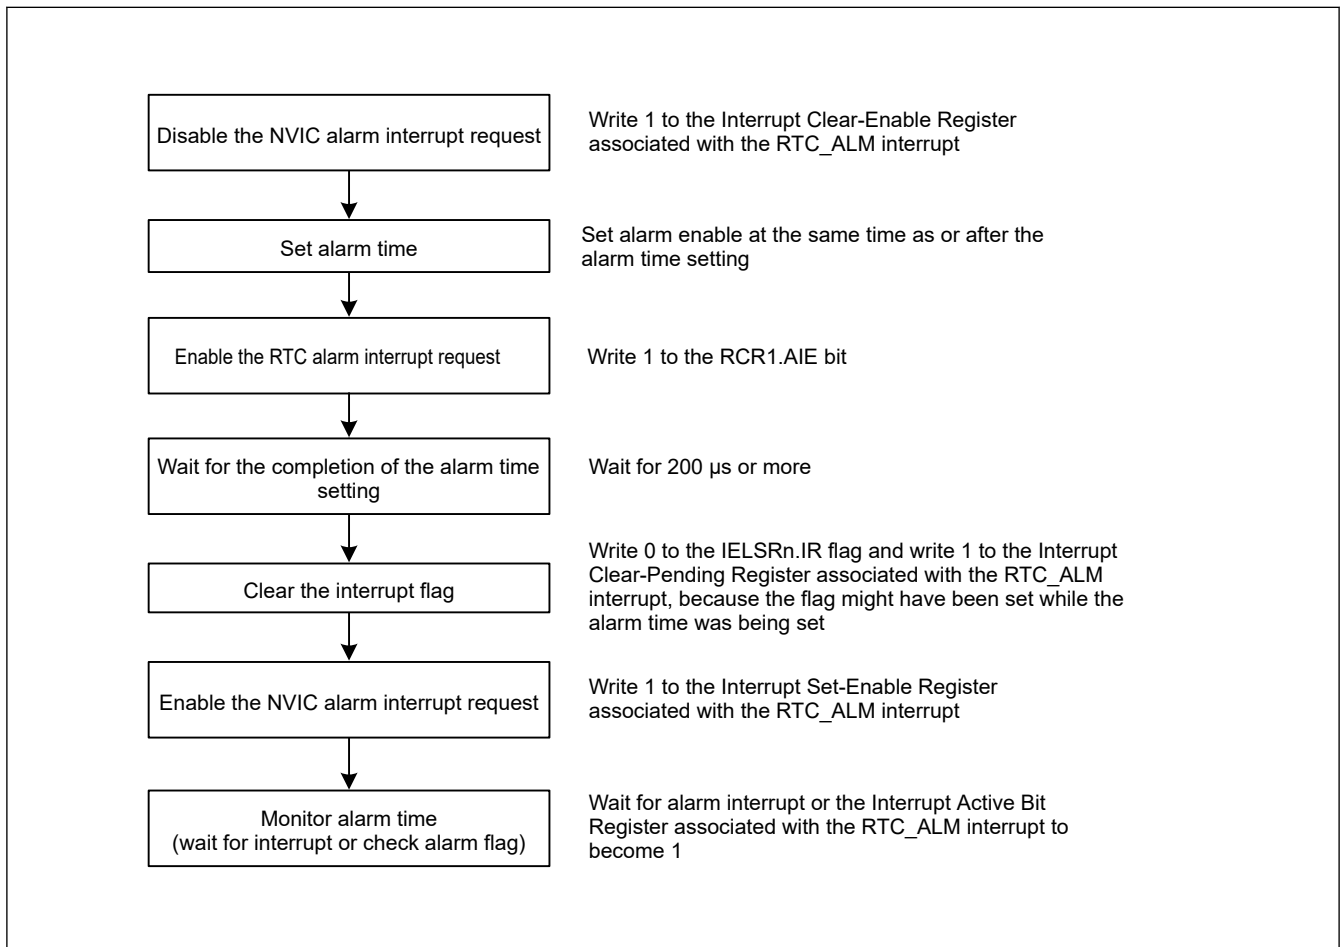 Disable the NVIC alarm interrupt request
Write 1 to the Interrupt Clear-Enable Register
associated with the RTC_ALM interrupt
Set alarm time
Set alarm enable at the same time as or after the
alarm time setting
Enable the RTC alarm interrupt request
Write 1 to the RCR1.AIE bit
Wait for the completion of the alarm time
setting
Wait for 200 µs or more
Clear the interrupt flag
Write 0 to the IELSRn.IR flag and write 1 to the Interrupt
Clear-Pending Register associated with the RTC_ALM
interrupt, because the flag might have been set while the
alarm time was being set
Enable the NVIC alarm interrupt request
Write 1 to the Interrupt Set-Enable Register
associated with the RTC_ALM interrupt
Monitor alarm time
(wait for interrupt or check alarm flag)
Wait for alarm interrupt or the Interrupt Active Bit
Register associated with the RTC_ALM interrupt to
become 1